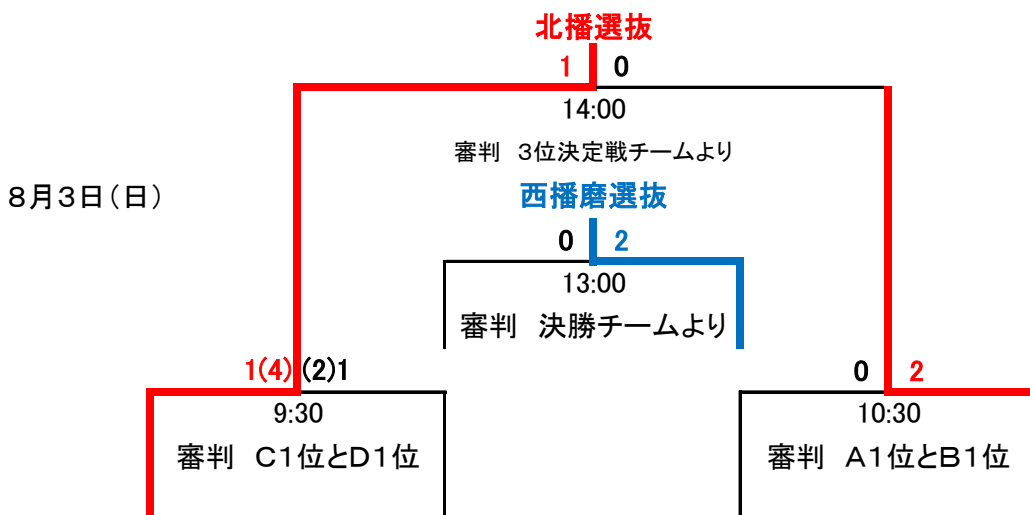 北播選抜
1 0
14:00
審判　３位決定戦チームより
８月３日（日）
西播磨選抜
0 2
13:00
審判　決勝チームより
1(4) (2)1
0 2
9:30
10:30
審判　Ｃ１位とＤ１位
審判　Ａ１位とＢ１位